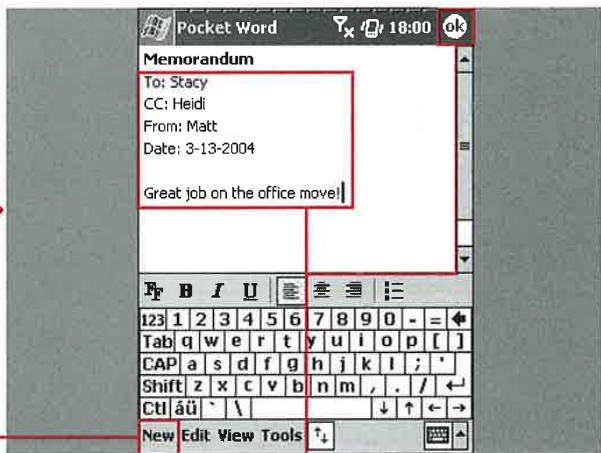 Pocket Word 18:00 ok
Memorandum
To: Stacy
CC: Heidi
From: Matt
Date: 3-13-2004
Great job on the office move!
FF B I U
123 1 2 3 4 5 6 7 8 9 0 - =
Tab q w e r t y u i o p [ ]
CAP a s d f g h j k l ; '
Shift z x c v b n m , . /
Ctl áü ` \ ↓ ↑ ← →
New Edit View Tools